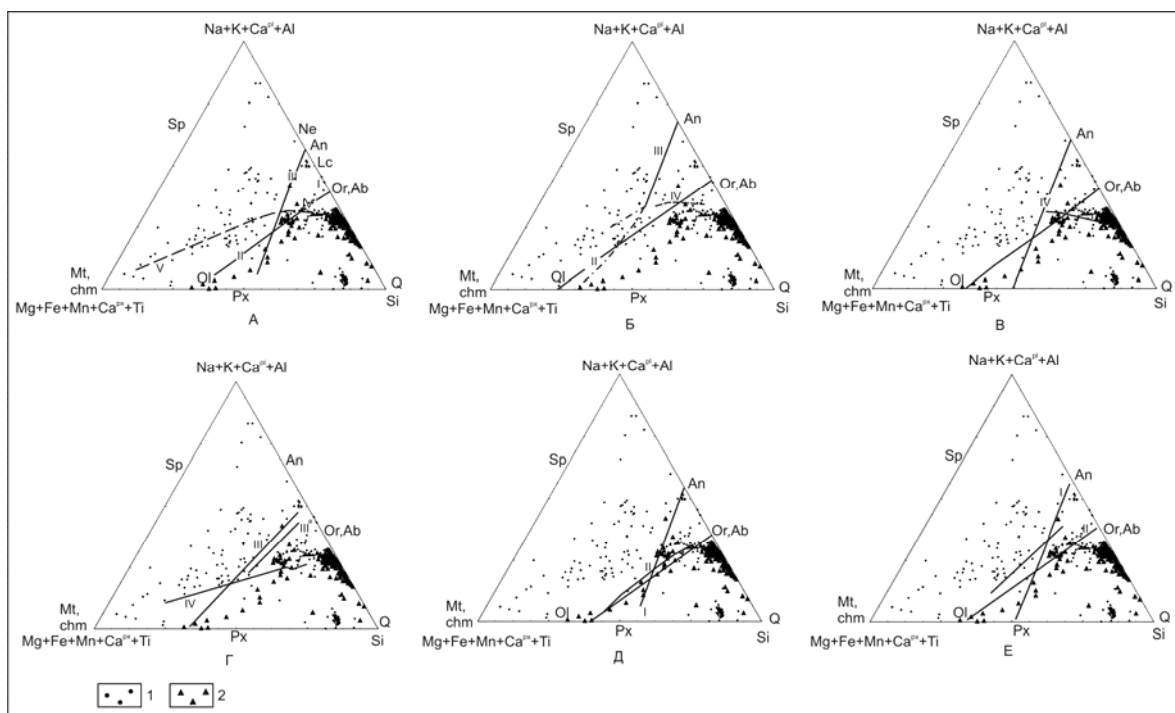 Na+K+Ca^pl+Al
Sp
Ne
An
Lc
I
Or,Ab
III
IV
II
V
Ol
Mt,
chm
Px
Q
Si
Mg+Fe+Mn+Ca^px+Ti
А
Na+K+Ca^pl+Al
Sp
An
III
Or,Ab
IV
II
Ol
Mt,
chm
Px
Q
Si
Mg+Fe+Mn+Ca^px+Ti
Б
Na+K+Ca^pl+Al
Sp
An
Or,Ab
IV
Ol
Mt,
chm
Px
Q
Si
Mg+Fe+Mn+Ca^px+Ti
В
Na+K+Ca^pl+Al
Sp
An
Or,Ab
III
III^a
IV
Mt,
chm
Px
Q
Si
Mg+Fe+Mn+Ca^px+Ti
Г
Na+K+Ca^pl+Al
Sp
An
Or,Ab
II
I
Ol
Mt,
chm
Px
Q
Si
Mg+Fe+Mn+Ca^px+Ti
Д
Na+K+Ca^pl+Al
Sp
An
I
II
Or,Ab
Ol
Mt,
chm
Px
Q
Si
Mg+Fe+Mn+Ca^px+Ti
Е
1
2